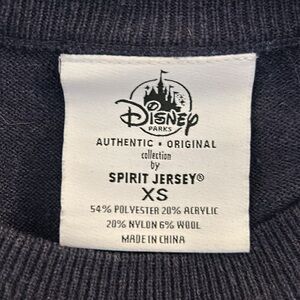 Disney
PARKS
AUTHENTIC • ORIGINAL
collection
by
SPIRIT JERSEY®
XS
54% POLYESTER 20% ACRYLIC
20% NYLON 6% WOOL
MADE IN CHINA